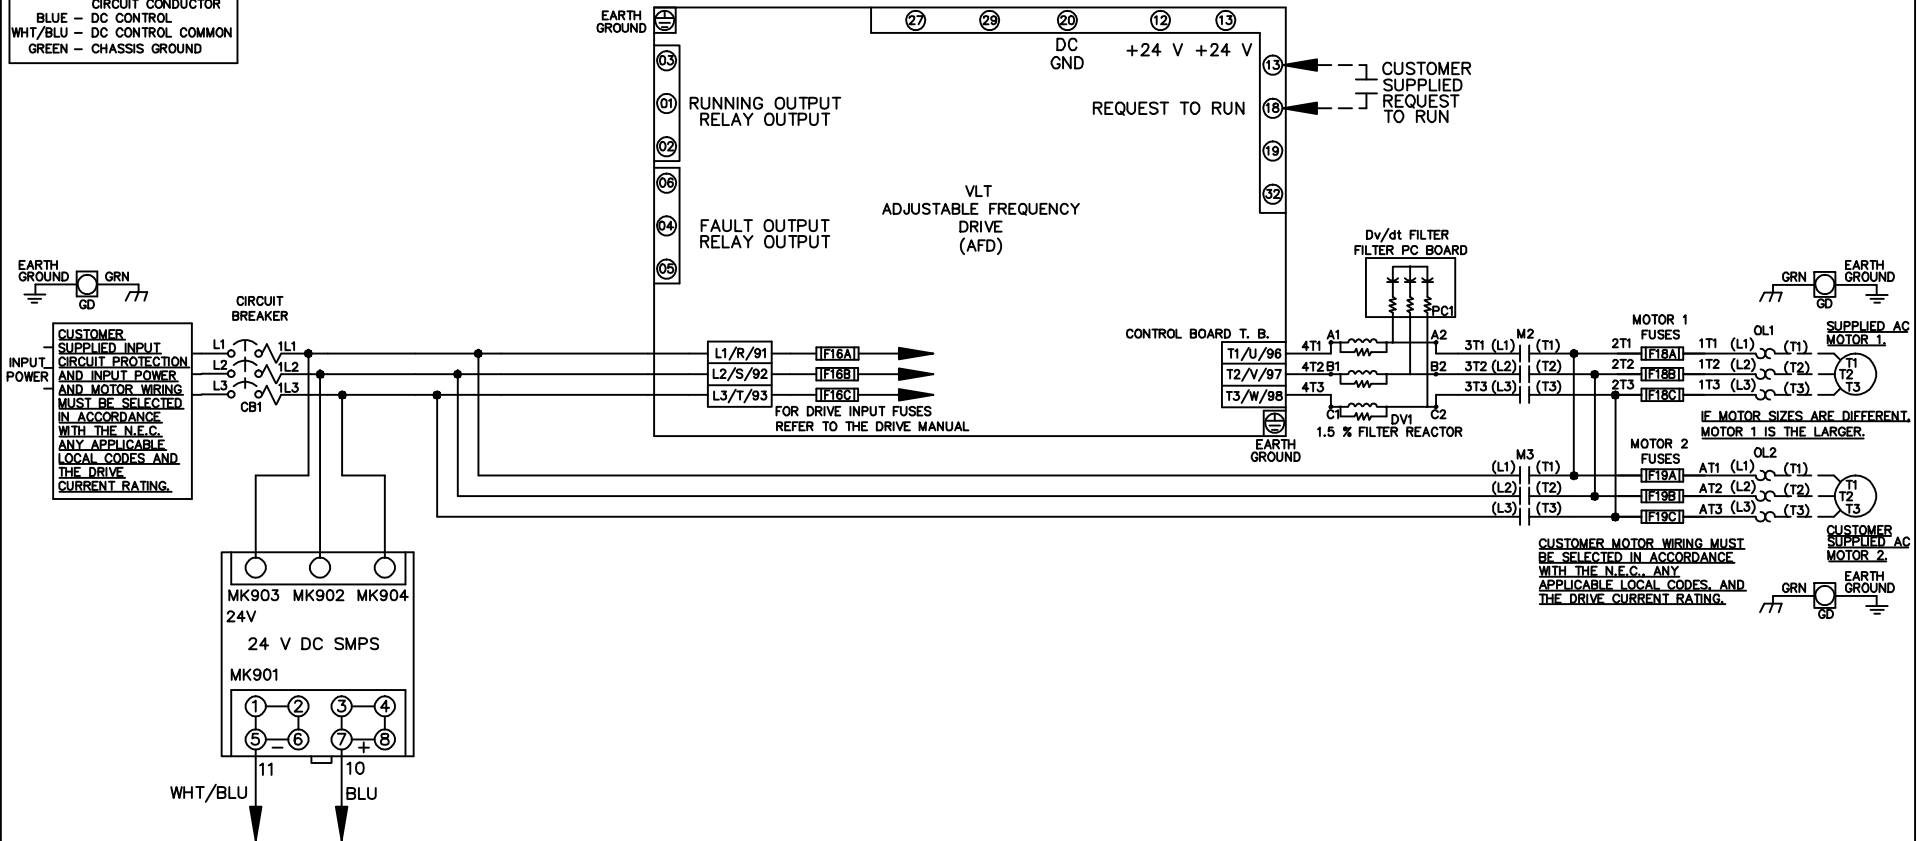 CIRCUIT CONDUCTOR
BLUE – DC CONTROL
WHT/BLU – DC CONTROL COMMON
GREEN – CHASSIS GROUND
EARTH
GROUND
27 29 20 12 13
DC
GND
+24 V +24 V
03
01
02
RUNNING OUTPUT
RELAY OUTPUT
06
04
05
FAULT OUTPUT
RELAY OUTPUT
REQUEST TO RUN
13
18
19
32
CUSTOMER
SUPPLIED
REQUEST
TO RUN
VLT
ADJUSTABLE FREQUENCY
DRIVE
(AFD)
EARTH
GROUND
GRN
GD
CIRCUIT
BREAKER
INPUT
POWER
CUSTOMER
SUPPLIED INPUT
CIRCUIT PROTECTION
AND INPUT POWER
AND MOTOR WIRING
MUST BE SELECTED
IN ACCORDANCE
WITH THE N.E.C.
ANY APPLICABLE
LOCAL CODES AND
THE DRIVE
CURRENT RATING.
L1 1L1
L2 1L2
L3 1L3
CB1
L1/R/91 F16A
L2/S/92 F16B
L3/T/93 F16C
FOR DRIVE INPUT FUSES
REFER TO THE DRIVE MANUAL
CONTROL BOARD T. B.
T1/U/96
T2/V/97
T3/W/98
EARTH
GROUND
Dv/dt FILTER
FILTER PC BOARD
PC1
4T1 A1 A2
4T2 B1 B2
4T3 C1 C2
DV1
1.5 % FILTER REACTOR
M2
3T1 (L1) (T1)
3T2 (L2) (T2)
3T3 (L3) (T3)
MOTOR 1
FUSES
2T1 F18A 1T1 (L1) (T1)
2T2 F18B 1T2 (L2) (T2)
2T3 F18C 1T3 (L3) (T3)
OL1
T1
T2
T3
GRN
GD
EARTH
GROUND
SUPPLIED AC
MOTOR 1.
IF MOTOR SIZES ARE DIFFERENT,
MOTOR 1 IS THE LARGER.
M3
(L1) (T1)
(L2) (T2)
(L3) (T3)
MOTOR 2
FUSES
F19A AT1 (L1) (T1)
F19B AT2 (L2) (T2)
F19C AT3 (L3) (T3)
OL2
T1
T2
T3
CUSTOMER
SUPPLIED AC
MOTOR 2.
CUSTOMER MOTOR WIRING MUST
BE SELECTED IN ACCORDANCE
WITH THE N.E.C., ANY
APPLICABLE LOCAL CODES, AND
THE DRIVE CURRENT RATING.
GRN
GD
EARTH
GROUND
MK903 MK902 MK904
24V
24 V DC SMPS
MK901
1 2 3 4
5 – 6 7 + 8
11 10
WHT/BLU BLU